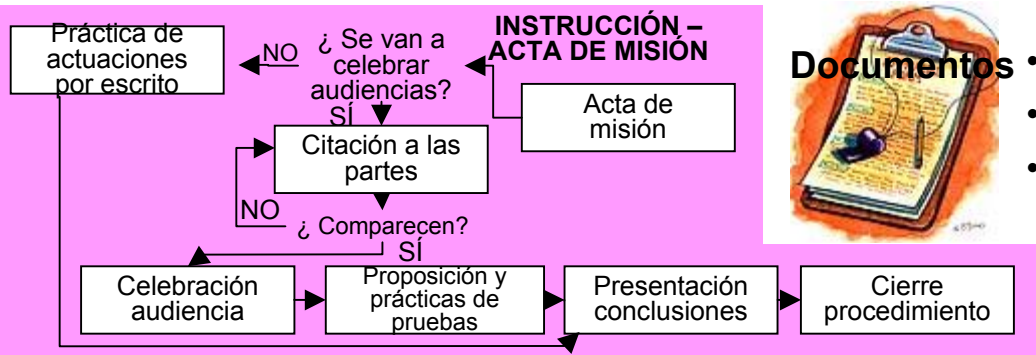 INSTRUCCIÓN –
ACTA DE MISIÓN
Práctica de
actuaciones
por escrito
NO
¿ Se van a
celebrar
audiencias?
SÍ
Acta de
misión
Documentos
•
•
•
Citación a las
partes
NO
¿ Comparecen?
SÍ
Celebración
audiencia
Proposición y
prácticas de
pruebas
Presentación
conclusiones
Cierre
procedimiento